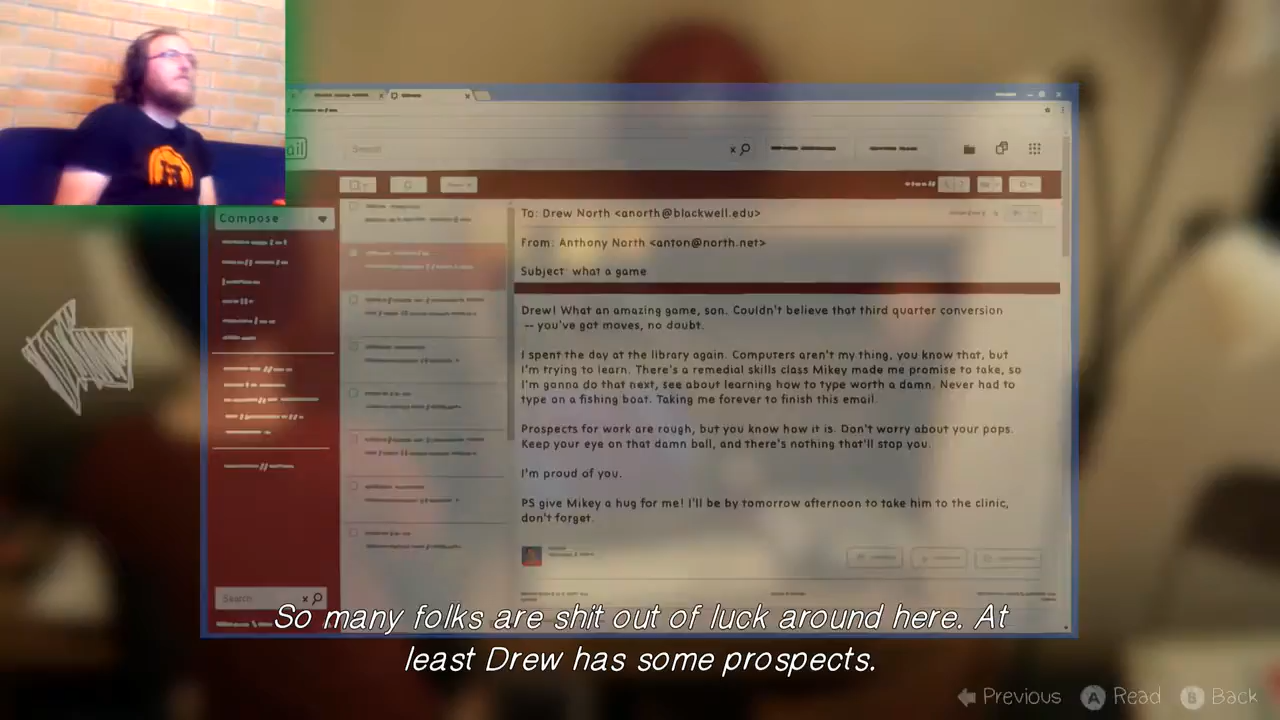 ail
Search
Compose
To: Drew North <anorth@blackwell.edu>
From: Anthony North <anton@north.net>
Subject: what a game
Drew! What an amazing game, son. Couldn't believe that third quarter conversion
-- you've got moves, no doubt.
I spent the day at the library again. Computers aren't my thing, you know that, but
I'm trying to learn. There's a remedial skills class Mikey made me promise to take, so
I'm gonna do that next, see about learning how to type worth a damn. Never had to
type on a fishing boat. Taking me forever to finish this email.
Prospects for work are rough, but you know how it is. Don't worry about your pops.
Keep your eye on that damn ball, and there's nothing that'll stop you.
I'm proud of you.
PS give Mikey a hug for me! I'll be by tomorrow afternoon to take him to the clinic,
don't forget.
Search
So many folks are shit out of luck around here. At
least Drew has some prospects.
Previous A Read B Back